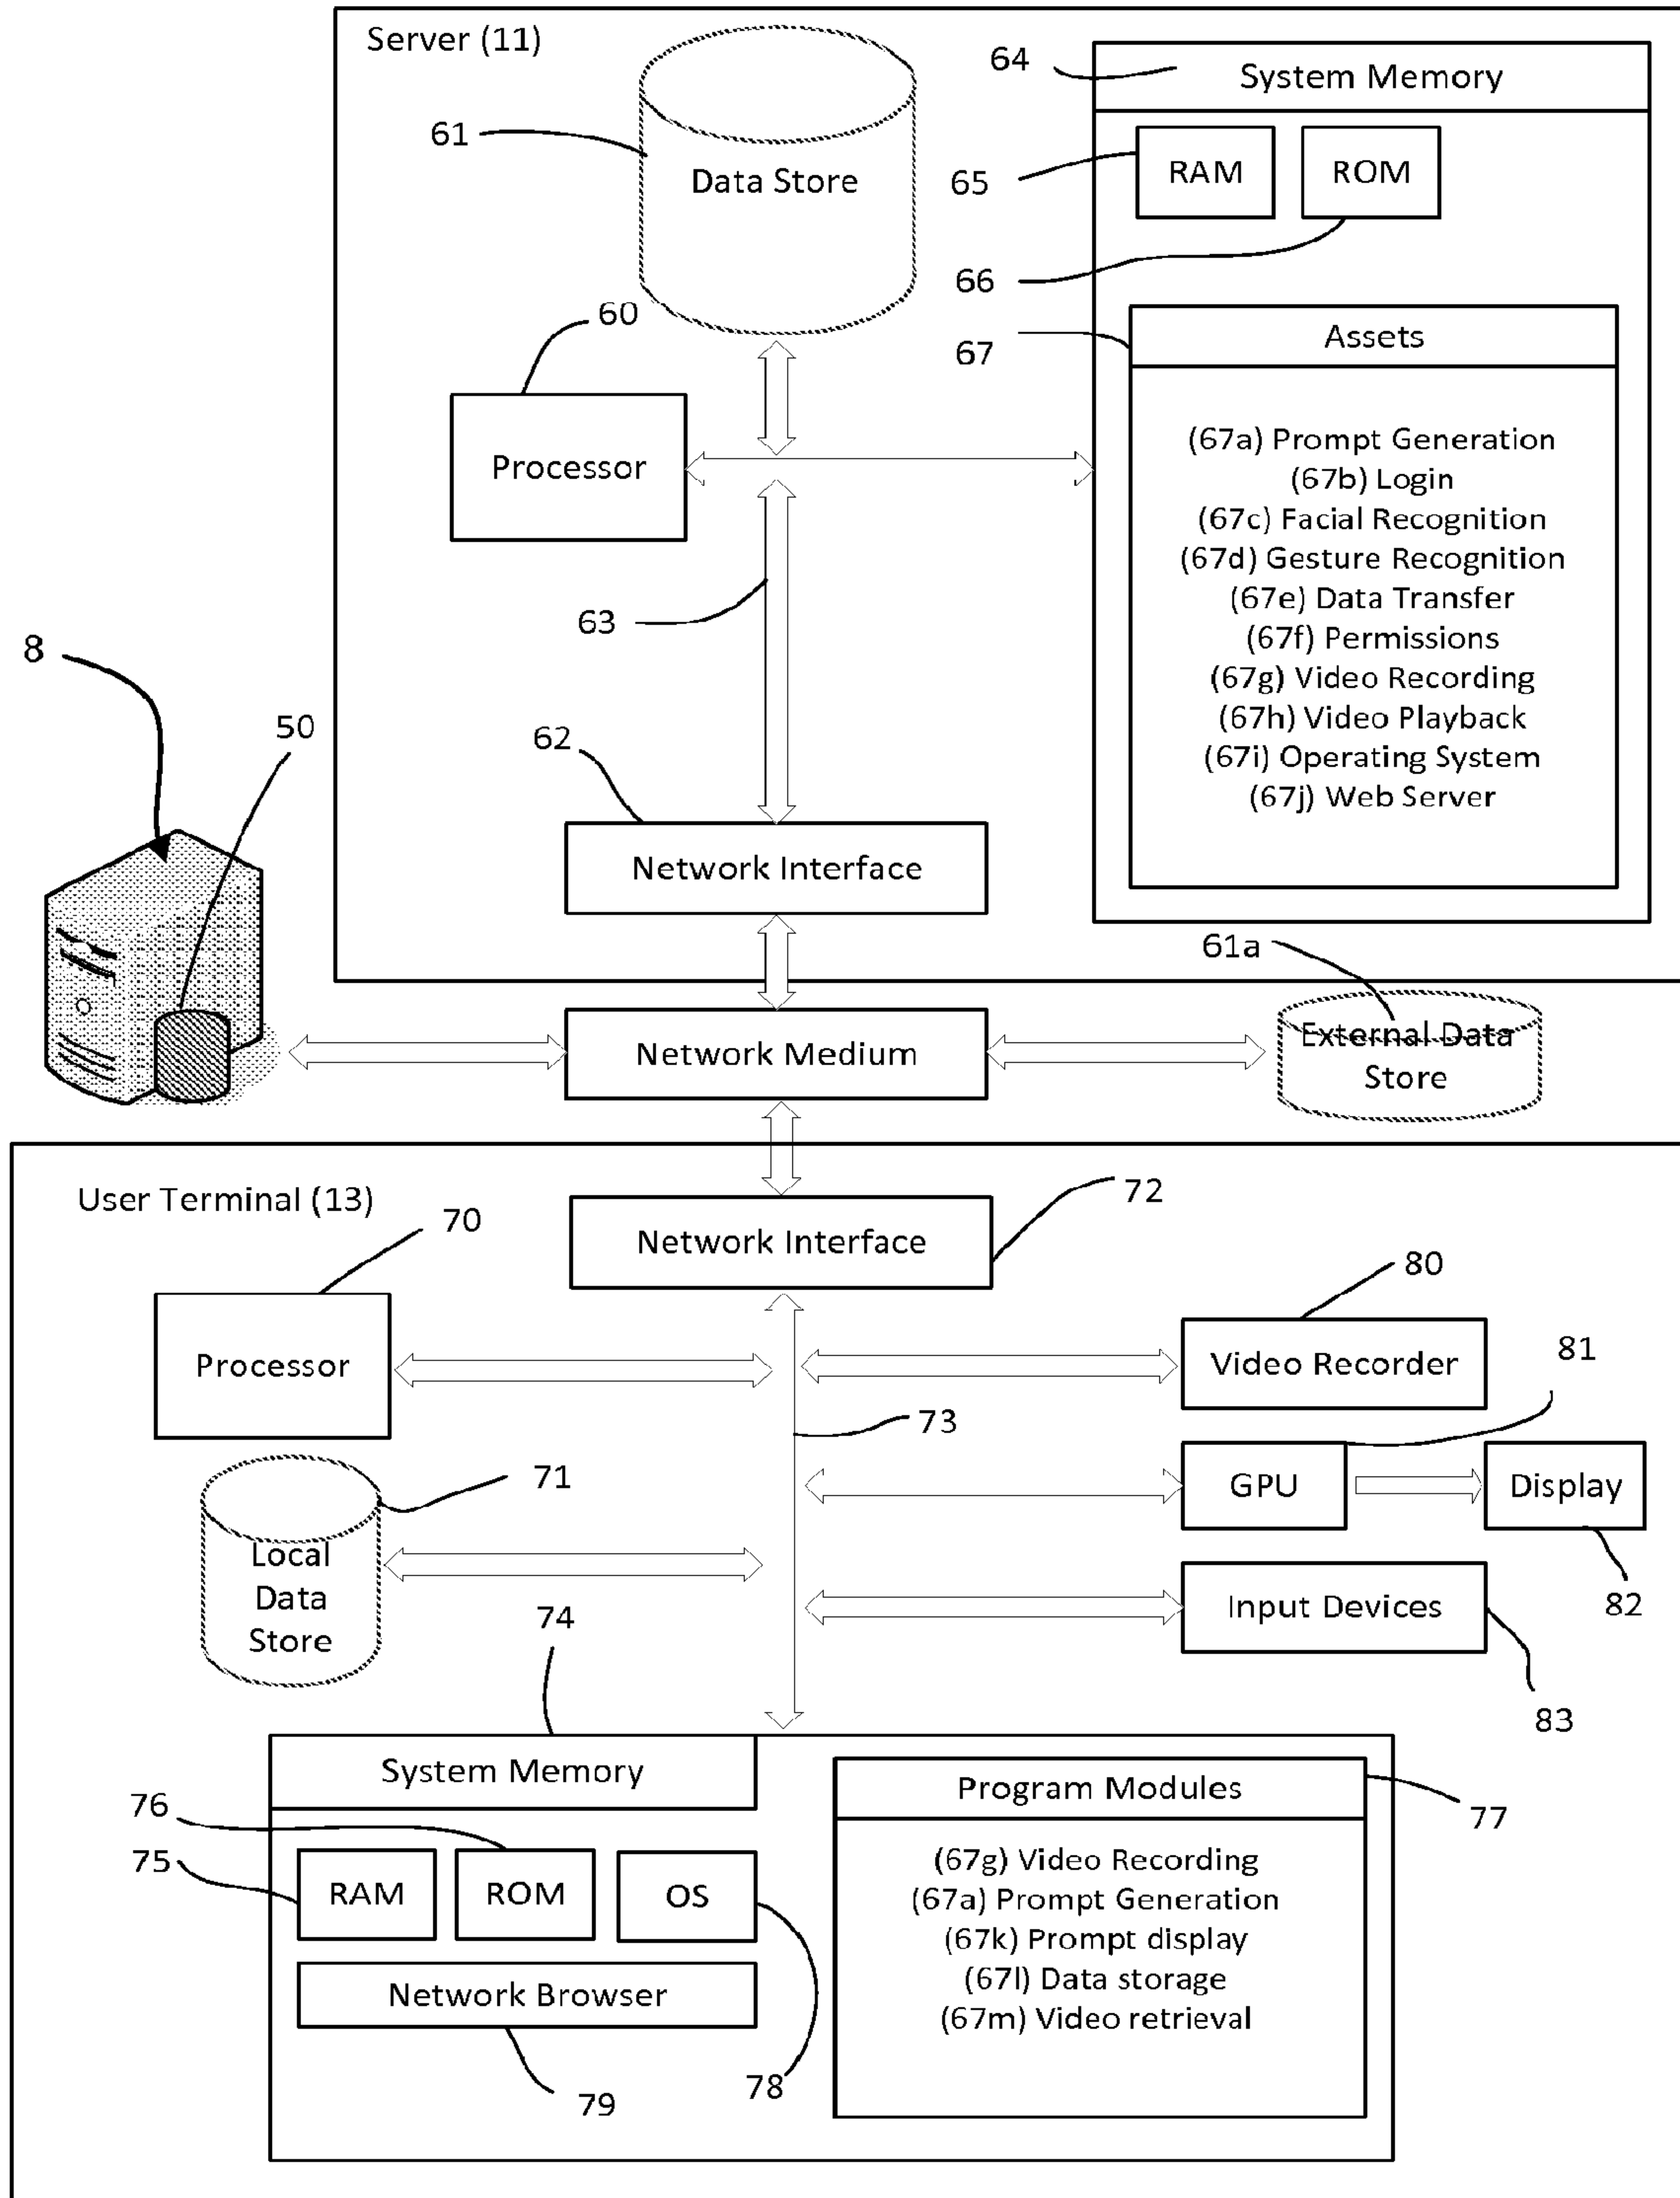 Server (11)
64
System Memory
61
Data Store
65
RAM
ROM
66
60
67
Assets
Processor
(67a) Prompt Generation
(67b) Login
(67c) Facial Recognition
(67d) Gesture Recognition
(67e) Data Transfer
(67f) Permissions
(67g) Video Recording
(67h) Video Playback
(67i) Operating System
(67j) Web Server
63
8
50
62
Network Interface
61a
Network Medium
External Data
Store
User Terminal (13)
70
72
Network Interface
80
Processor
Video Recorder
81
73
71
GPU
Display
Local
Data
Store
82
Input Devices
74
83
System Memory
Program Modules
76
77
75
RAM
ROM
OS
(67g) Video Recording
(67a) Prompt Generation
(67k) Prompt display
(67l) Data storage
(67m) Video retrieval
Network Browser
78
79